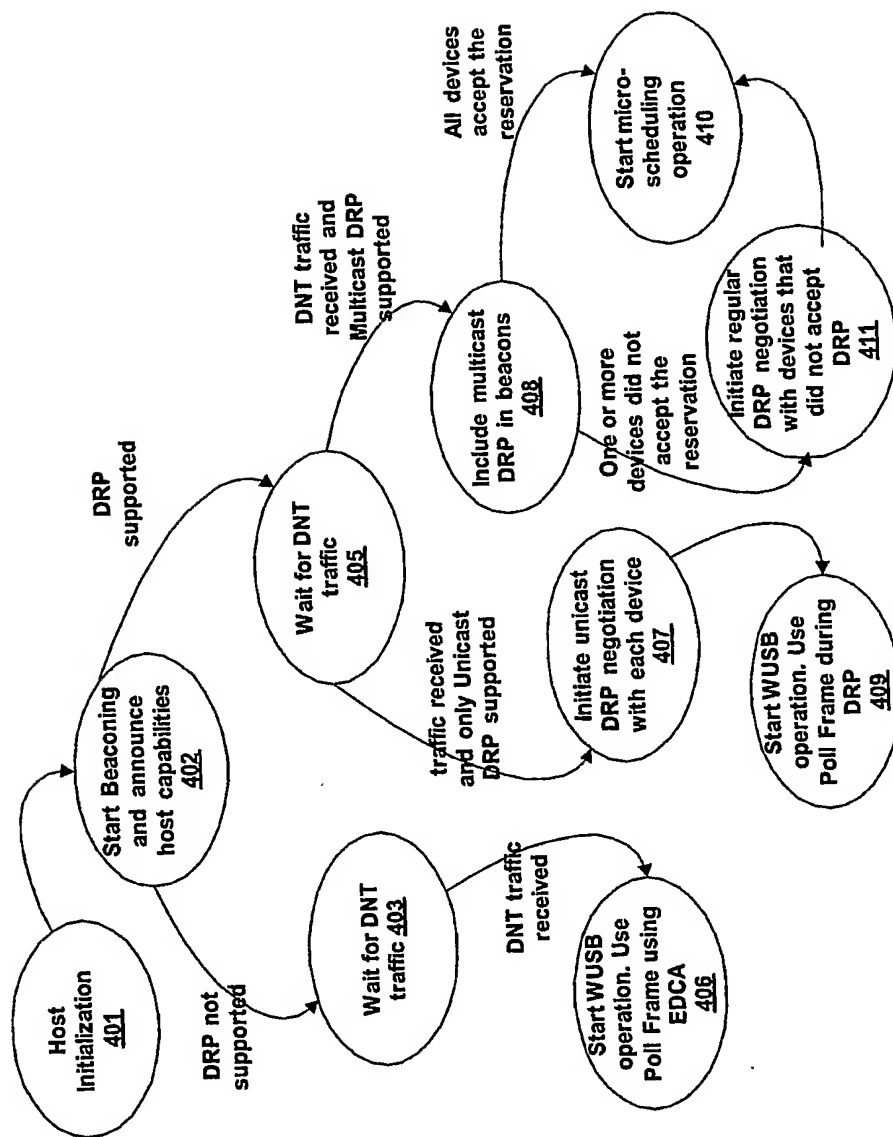 Host
Initialization
401
Start Beaconing
and announce
host capabilities
402
DRP
supported
DRP not
supported
Wait for DNT
traffic 403
Wait for DNT
traffic
405
DNT traffic
received and
Multicast DRP
supported
traffic received
and only Unicast
DRP supported
DNT traffic
received
Start WUSB
operation. Use
Poll Frame using
EDCA
406
Initiate unicast
DRP negotiation
with each device
407
Include multicast
DRP in beacons
408
All devices
accept the
reservation
One or more
devices did not
accept the
reservation
Start WUSB
operation. Use
Poll Frame during
DRP
409
Initiate regular
DRP negotiation
with devices that
did not accept
DRP
411
Start micro-
scheduling
operation
410